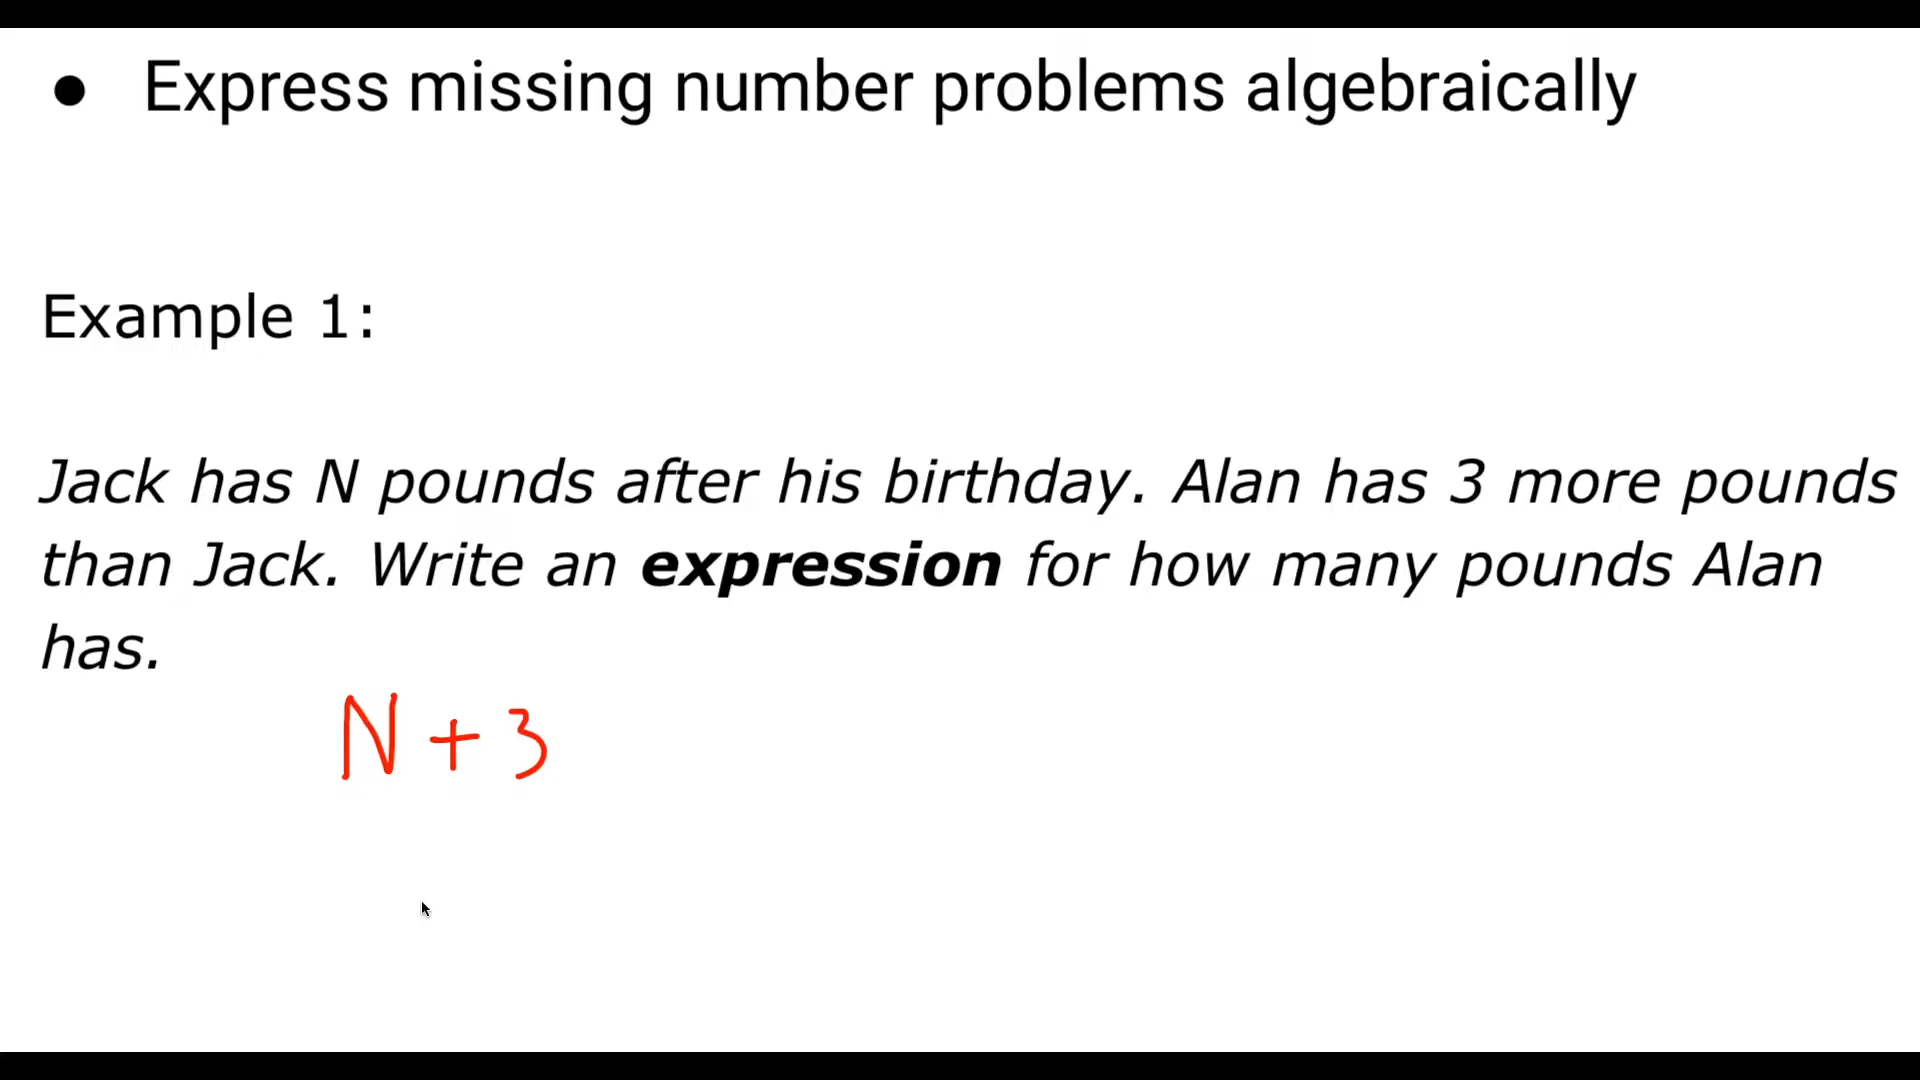 ● Express missing number problems algebraically
Example 1:
Jack has N pounds after his birthday. Alan has 3 more pounds
than Jack. Write an expression for how many pounds Alan
has.
N + 3